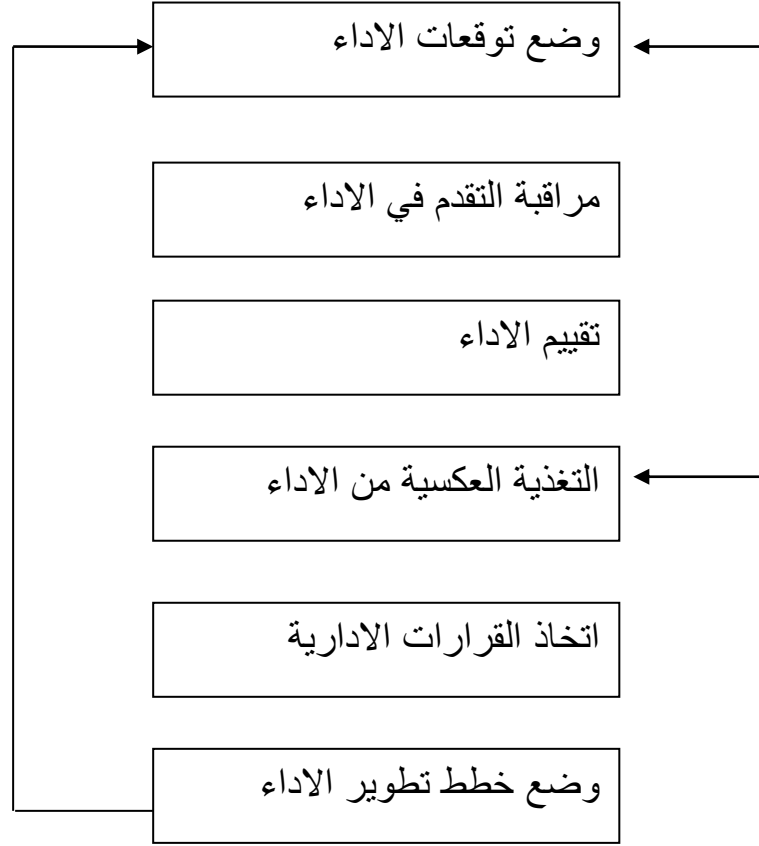 وضع توقعات الاداء
مراقبة التقدم في الاداء
تقييم الاداء
التغذية العكسية من الاداء
اتخاذ القرارات الادارية
وضع خطط تطوير الاداء